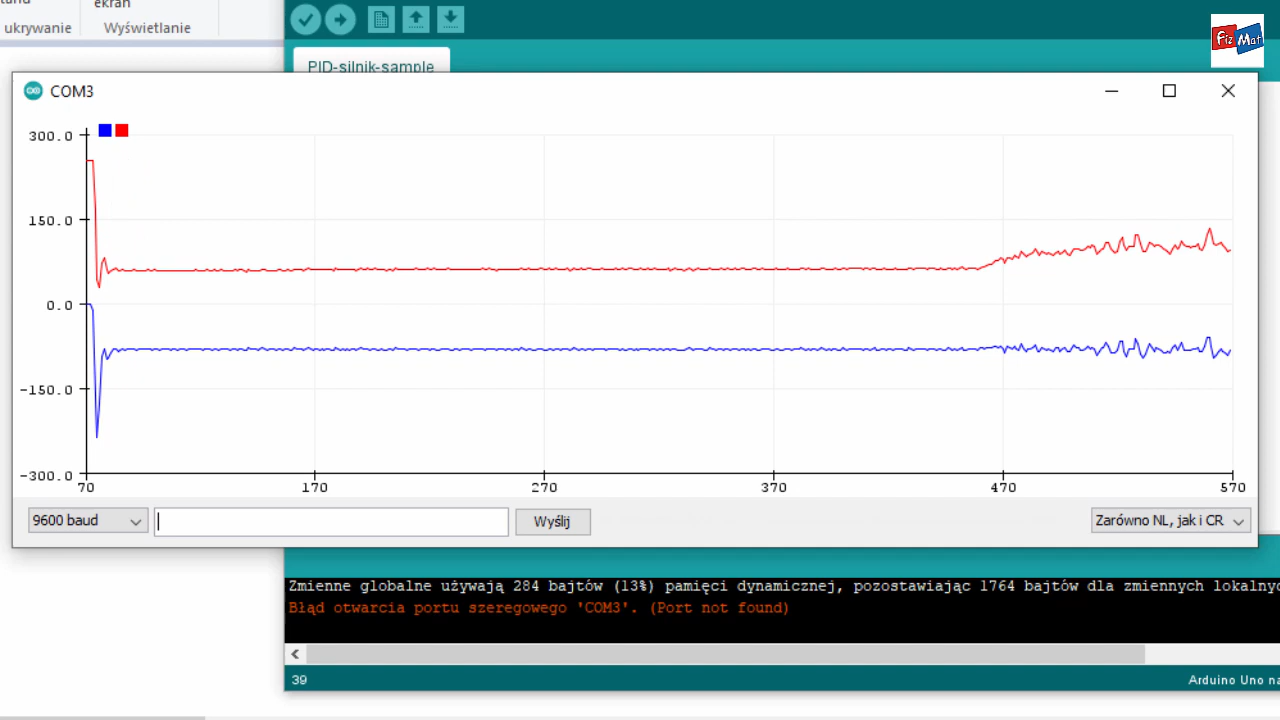 ekran
ukrywanie
Wyświetlanie
Fiz Mat
PID-silnik-sample
COM3
300.0
150.0
0.0
-150.0
-300.0
70 170 270 370 470 570
9600 baud
Wyślij
Zarówno NL, jak i CR
Zmienne globalne używają 284 bajtów (13%) pamięci dynamicznej, pozostawiając 1764 bajtów dla zmiennych
Błąd otwarcia portu szeregowego 'COM3'. (Port not found)
39
Arduino Uno na